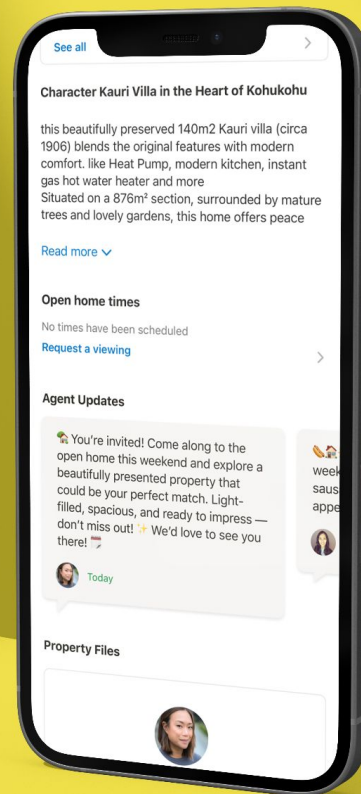 See all
Character Kauri Villa in the Heart of Kohukohu
this beautifully preserved 140m2 Kauri villa (circa
1906) blends the original features with modern
comfort. like Heat Pump, modern kitchen, instant
gas hot water heater and more
Situated on a 876m² section, surrounded by mature
trees and lovely gardens, this home offers peace
Read more
Open home times
No times have been scheduled
Request a viewing
Agent Updates
🏡 You're invited! Come along to the
open home this weekend and explore a
beautifully presented property that
could be your perfect match. Light-
filled, spacious, and ready to impress —
don't miss out! ✨ We'd love to see you
there! 🗓️
Today
week
saus
appe
Property Files